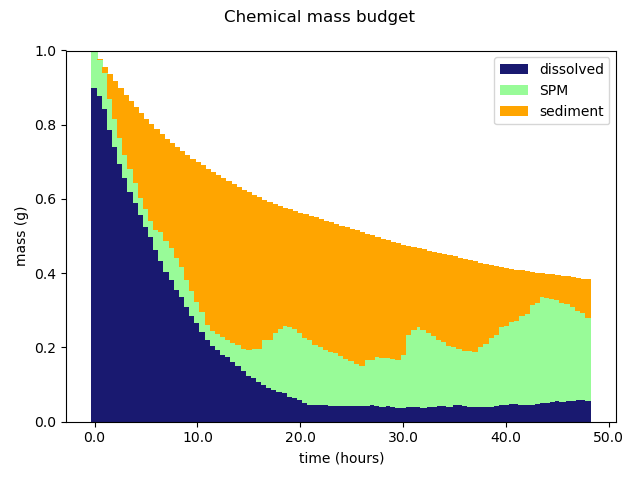 Chemical mass budget
1.0
0.8
0.6
0.4
0.2
0.0
mass (g)
dissolved
SPM
sediment
0.0 10.0 20.0 30.0 40.0 50.0
time (hours)